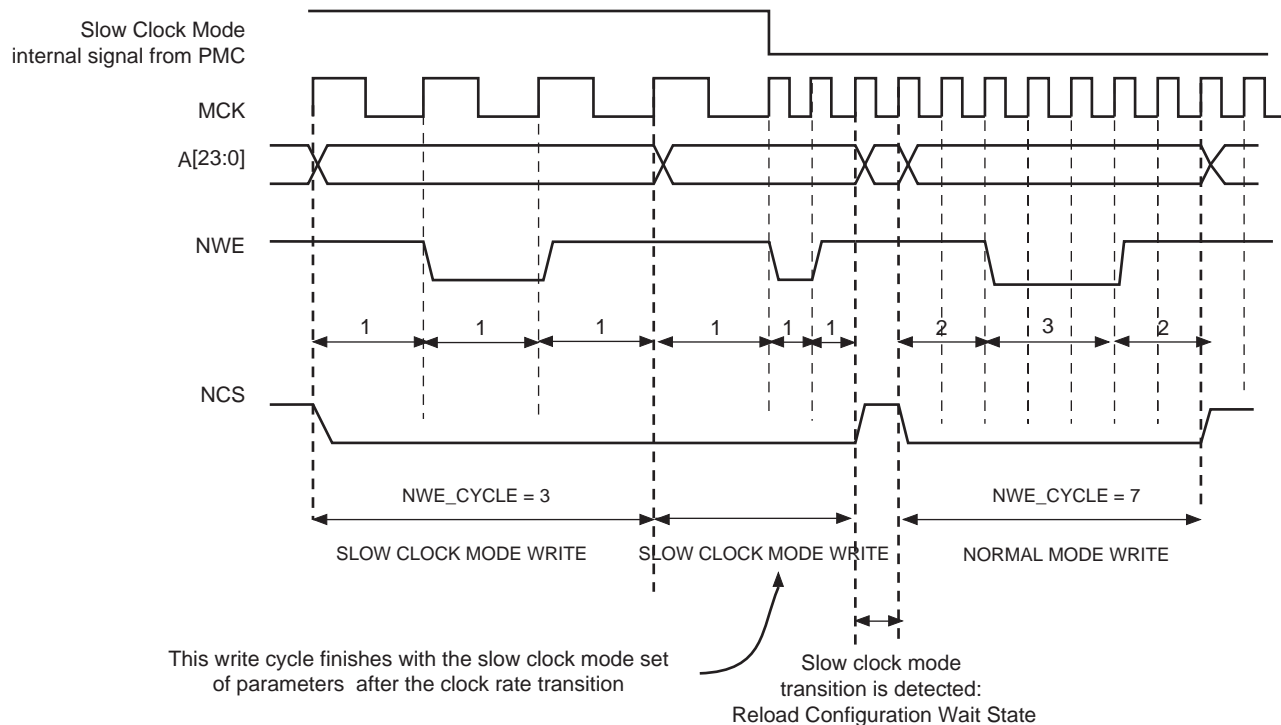 Slow Clock Mode
internal signal from PMC
MCK
A[23:0]
NWE
1 1 1 1 1 1 2 3 2
NCS
NWE_CYCLE = 3 NWE_CYCLE = 7
SLOW CLOCK MODE WRITE SLOW CLOCK MODE WRITE NORMAL MODE WRITE
This write cycle finishes with the slow clock mode set
of parameters after the clock rate transition
Slow clock mode
transition is detected:
Reload Configuration Wait State